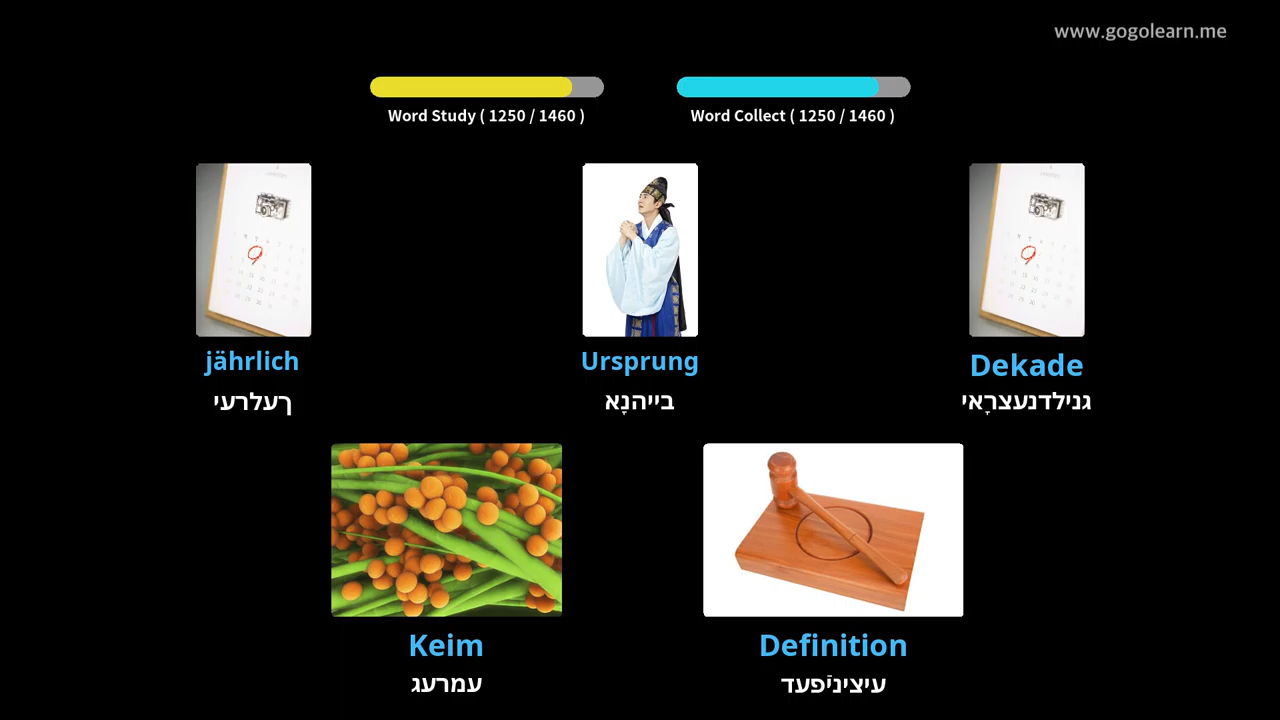 www.gogolearn.me
Word Study ( 1250 / 1460 )
Word Collect ( 1250 / 1460 )
jährlich
ךעלרעי
Ursprung
בייהנָא
Dekade
גנילדנעצרָאי
Keim
עמרעג
Definition
עיציניֿפעד